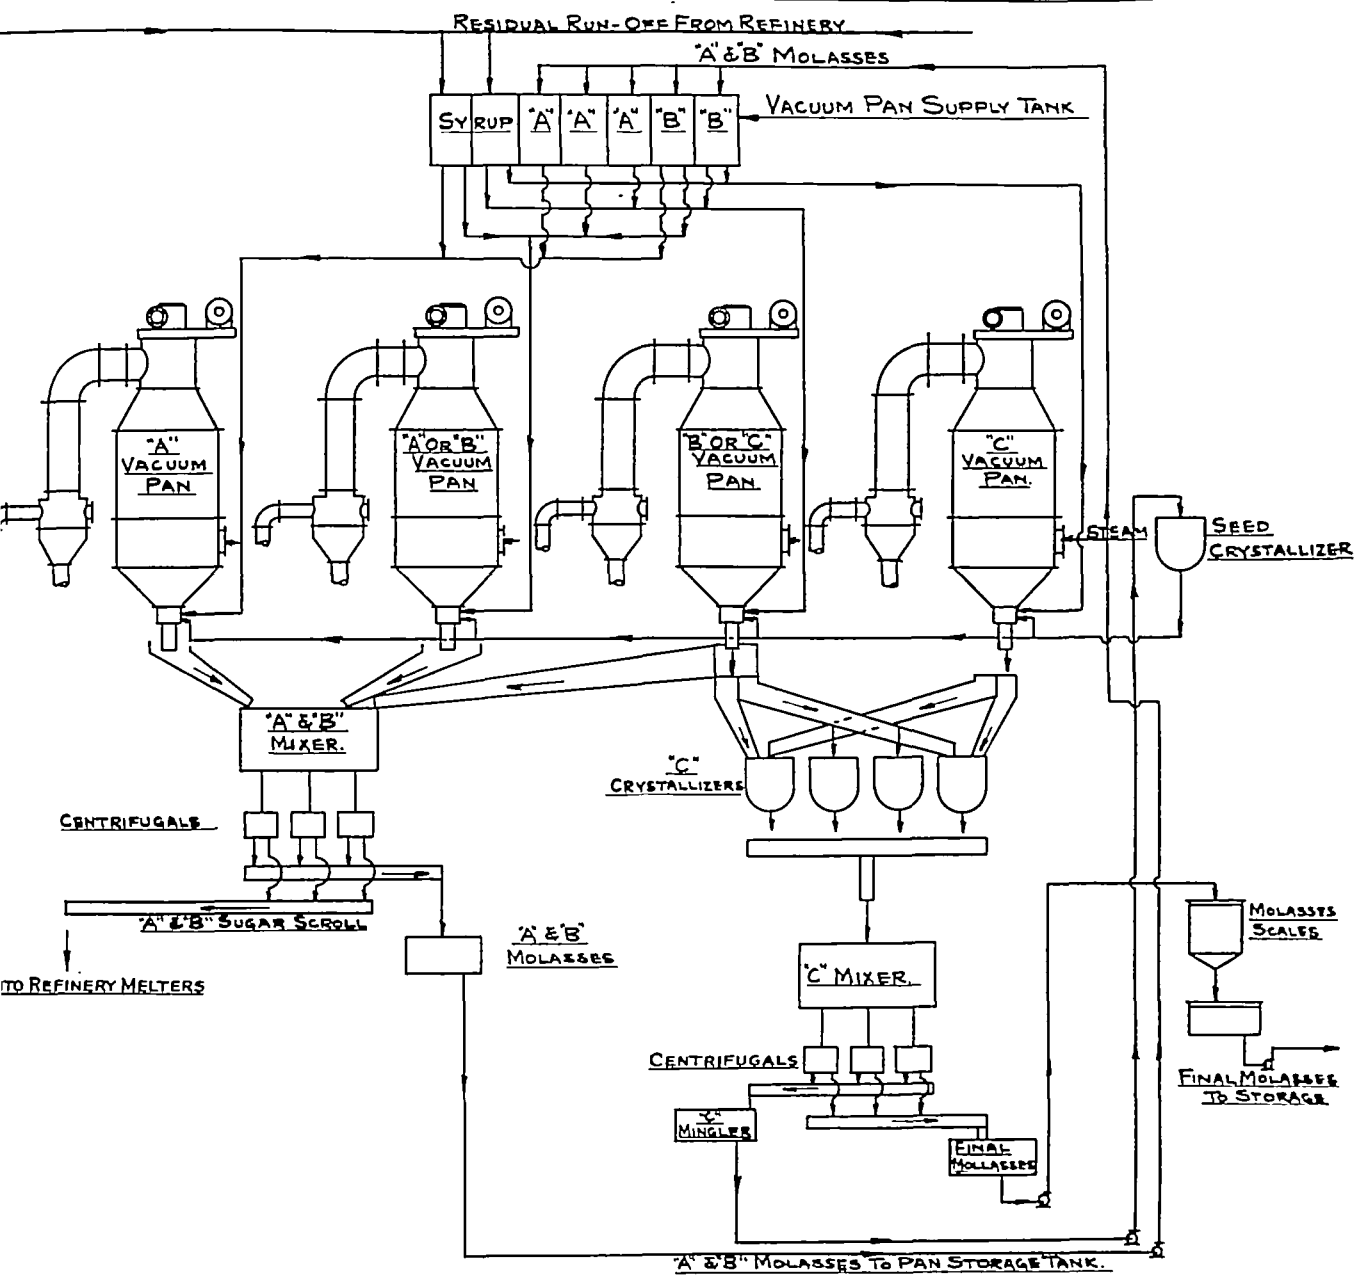 RESIDUAL RUN-OFF FROM REFINERY
"A" & "B" MOLASSES
VACUUM PAN SUPPLY TANK
SYRUP "A" "A" "A" "B" "B"
"A"
VACUUM
PAN
"A" OR "B"
VACUUM
PAN
"B" OR "C"
VACUUM
PAN
"C"
VACUUM
PAN.
STEAM
SEED
CRYSTALLIZER
"A" & "B"
MIXER.
"C"
CRYSTALLIZERS
CENTRIFUGALS
"A" & "B" SUGAR SCROLL
TO REFINERY MELTERS
"A" & "B"
MOLASSES
"C" MIXER.
MOLASSES
SCALES
CENTRIFUGALS
FINAL MOLASSES
TO STORAGE
"C"
MINGLER
FINAL
MOLLASSES
"A" & "B" MOLASSES TO PAN STORAGE TANK.